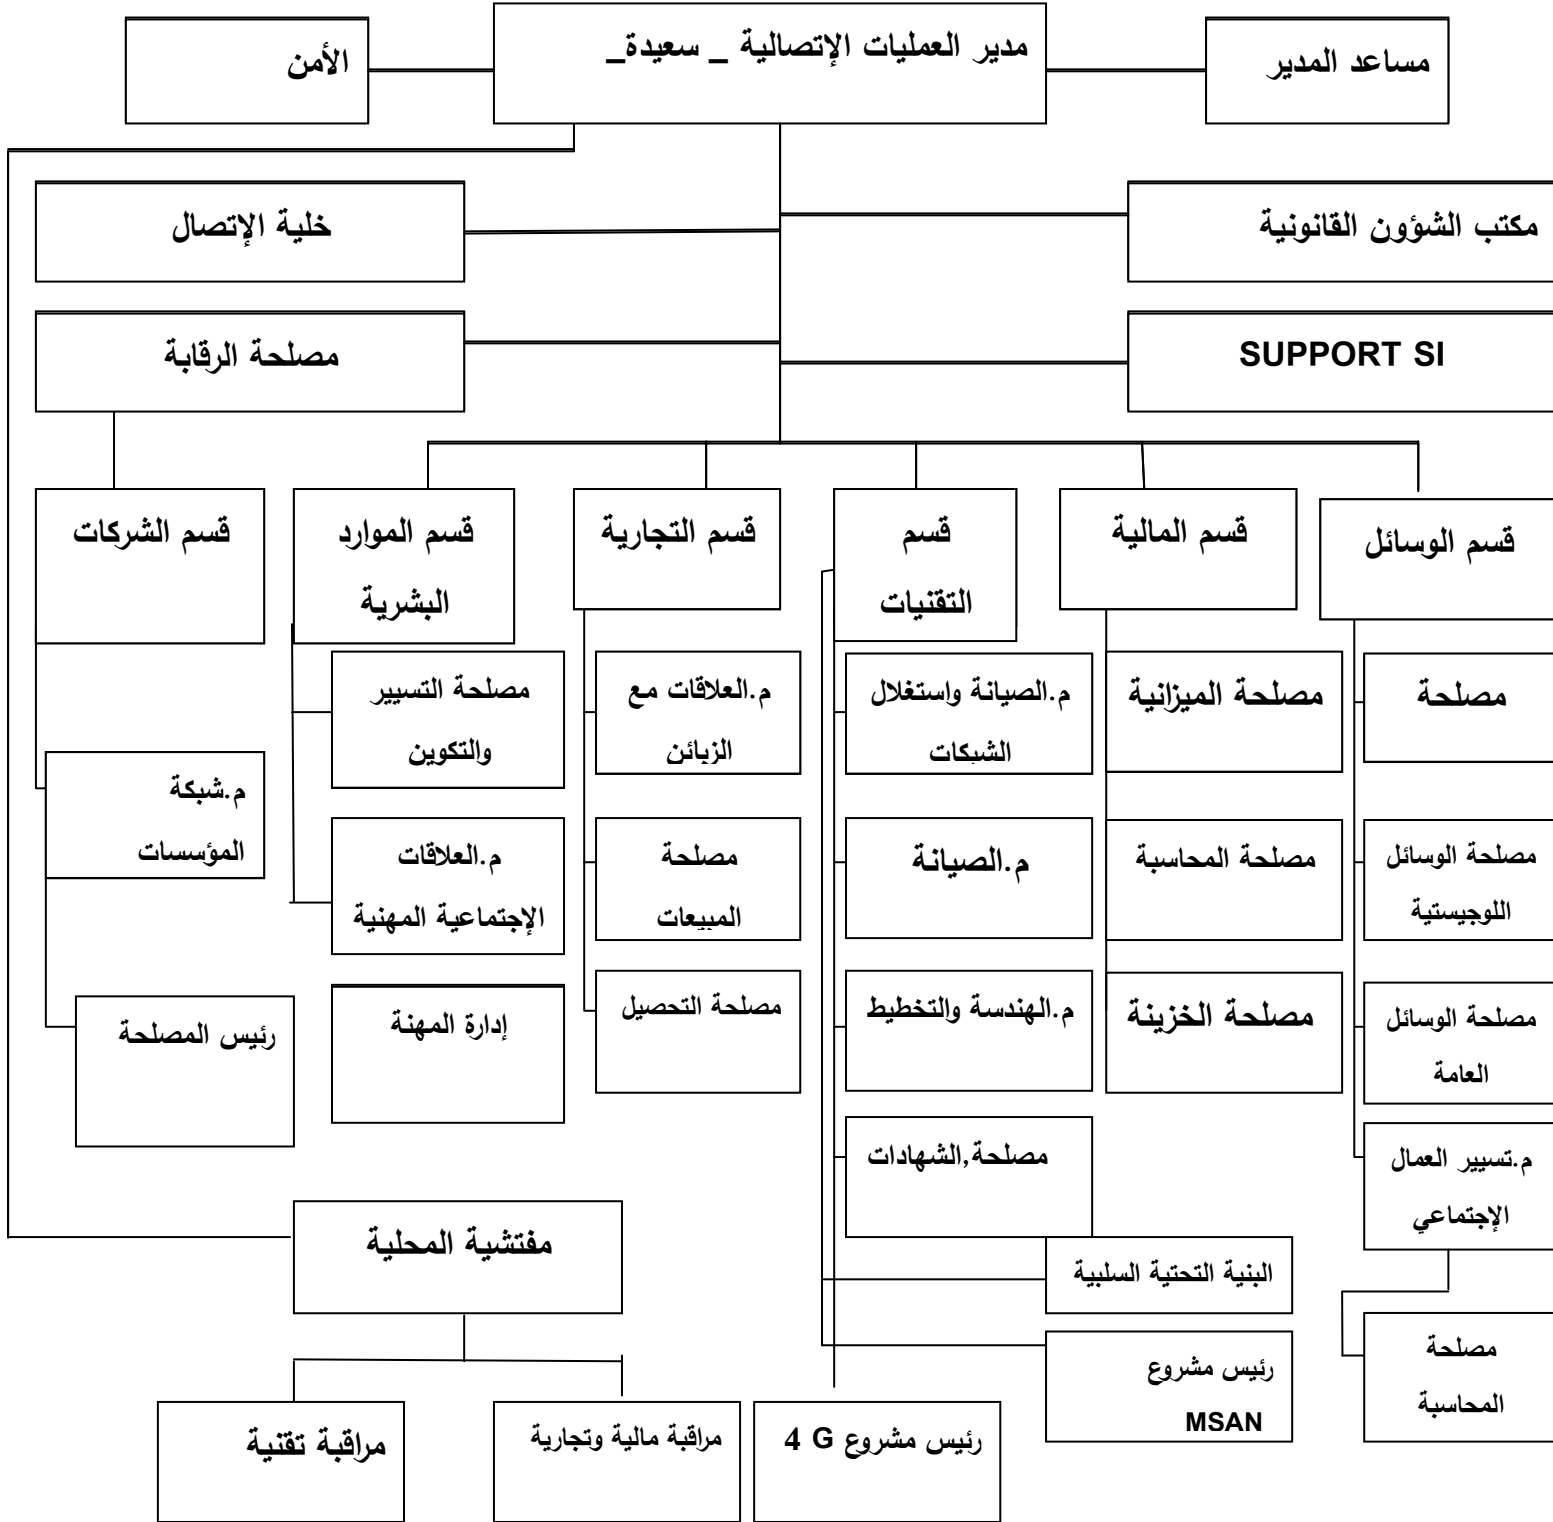 مدير العمليات الإتصالية _ سعيدة_
مساعد المدير
الأمن
مكتب الشؤون القانونية
خلية الإتصال
SUPPORT SI
مصلحة الرقابة
قسم الوسائل
قسم المالية
قسم
التقنيات
قسم التجارية
قسم الموارد
البشرية
قسم الشركات
مصلحة
مصلحة الوسائل
اللوجيستية
مصلحة الوسائل
العامة
م.تسيير العمال
الإجتماعي
مصلحة
المحاسبة
مصلحة الميزانية
مصلحة المحاسبة
مصلحة الخزينة
م.الصيانة واستغلال
الشبكات
م.الصيانة
م.الهندسة والتخطيط
مصلحة,الشهادات
البنية التحتية السلبية
رئيس مشروع
MSAN
رئيس مشروع 4 G
م.العلاقات مع
الزبائن
مصلحة
المبيعات
مصلحة التحصيل
مصلحة التسيير
والتكوين
م.العلاقات
الإجتماعية المهنية
إدارة المهنة
م.شبكة
المؤسسات
رئيس المصلحة
مفتشية المحلية
مراقبة مالية وتجارية
مراقبة تقنية